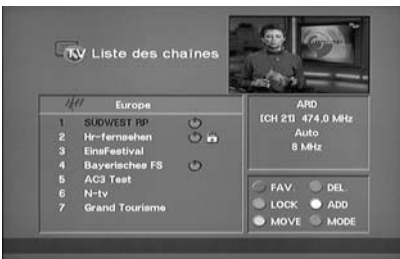 TV Liste des chaînes
Europe
1 SÜDWEST RP
2 Hr-fernsehen
3 EinsFestival
4 Bayerisches FS
5 AC3 Test
6 N-tv
7 Grand Tourisme
ARD
[CH 21] 474,0 MHz
Auto
8 MHz
FAV. DEL.
LOCK ADD
MOVE MODE